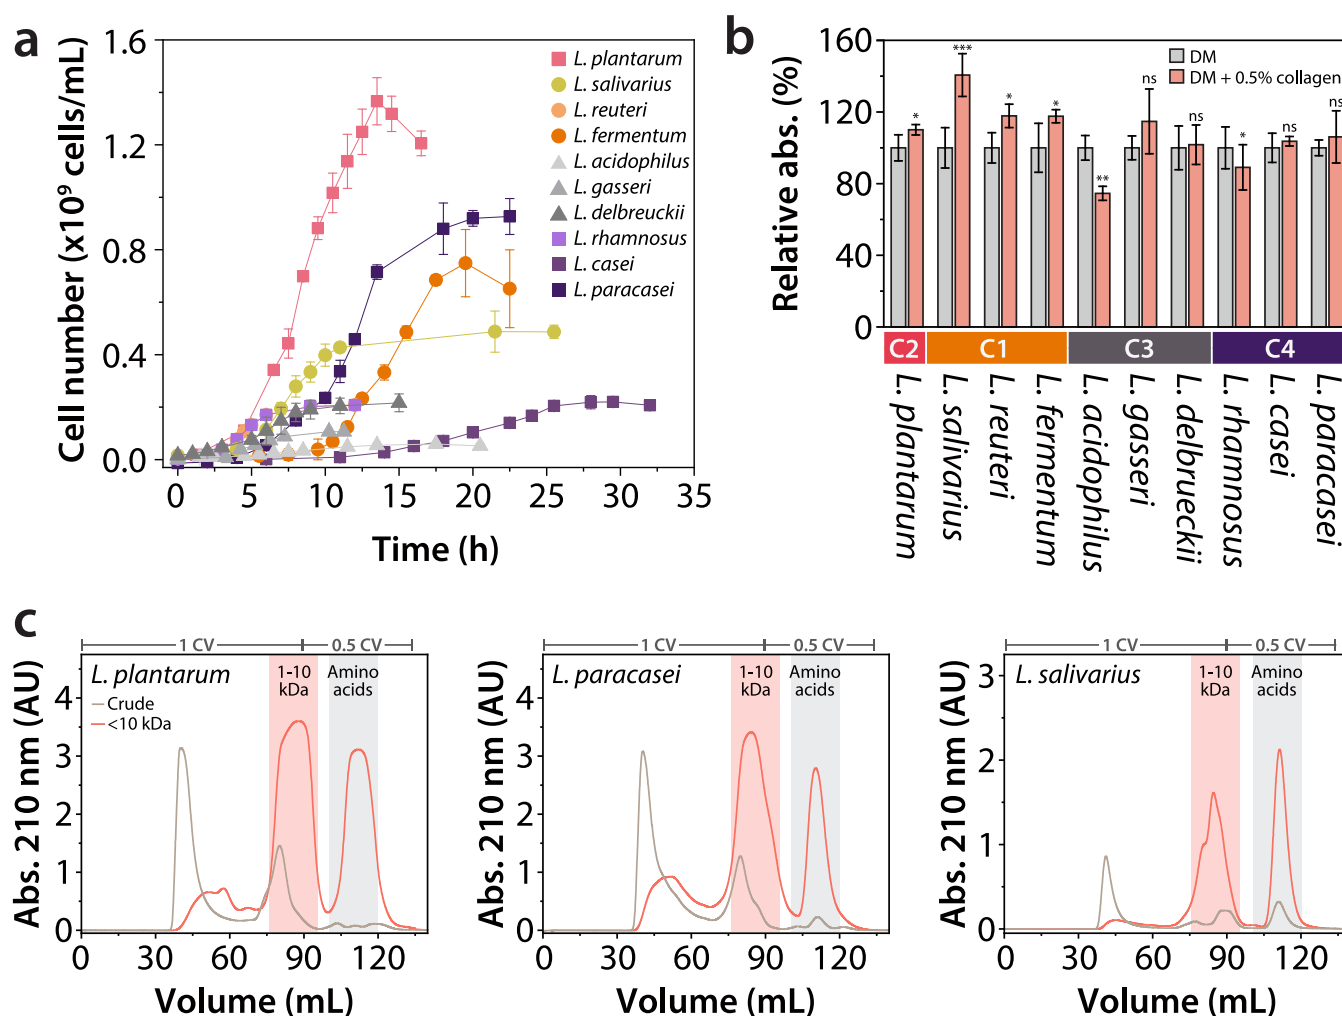 a
Cell number (x10⁹ cells/mL)
1.6
1.2
0.8
0.4
0.0
0
5
10
15
20
25
30
35
Time (h)
L. plantarum
L. salivarius
L. reuteri
L. fermentum
L. acidophilus
L. gasseri
L. delbreuckii
L. rhamnosus
L. casei
L. paracasei
b
Relative abs. (%)
160
120
80
40
0
DM
DM + 0.5% collagen
*
***
*
*
**
ns
ns
*
ns
ns
C2
C1
C3
C4
L. plantarum
L. salivarius
L. reuteri
L. fermentum
L. acidophilus
L. gasseri
L. delbrueckii
L. rhamnosus
L. casei
L. paracasei
c
1 CV
0.5 CV
Abs. 210 nm (AU)
4
3
2
1
0
L. plantarum
Crude
<10 kDa
1-10
kDa
Amino
acids
0
30
60
90
120
Volume (mL)
1 CV
0.5 CV
Abs. 210 nm (AU)
4
3
2
1
0
L. paracasei
1-10
kDa
Amino
acids
0
30
60
90
120
Volume (mL)
1 CV
0.5 CV
Abs. 210 nm (AU)
3
2
1
0
L. salivarius
1-10
kDa
Amino
acids
0
30
60
90
120
Volume (mL)